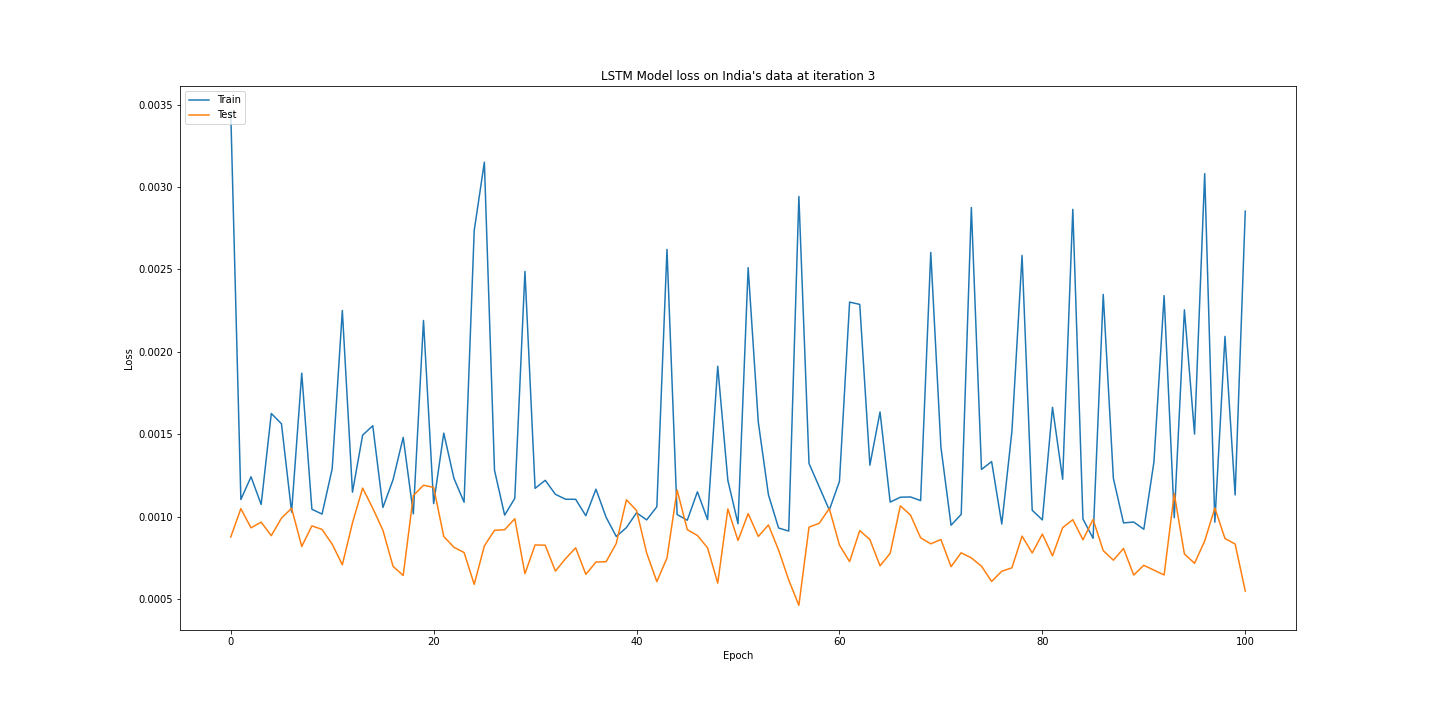 LSTM Model loss on India's data at iteration 3
Train
Test
0.0035
0.0030
0.0025
0.0020
0.0015
0.0010
0.0005
Loss
0 20 40 60 80 100
Epoch